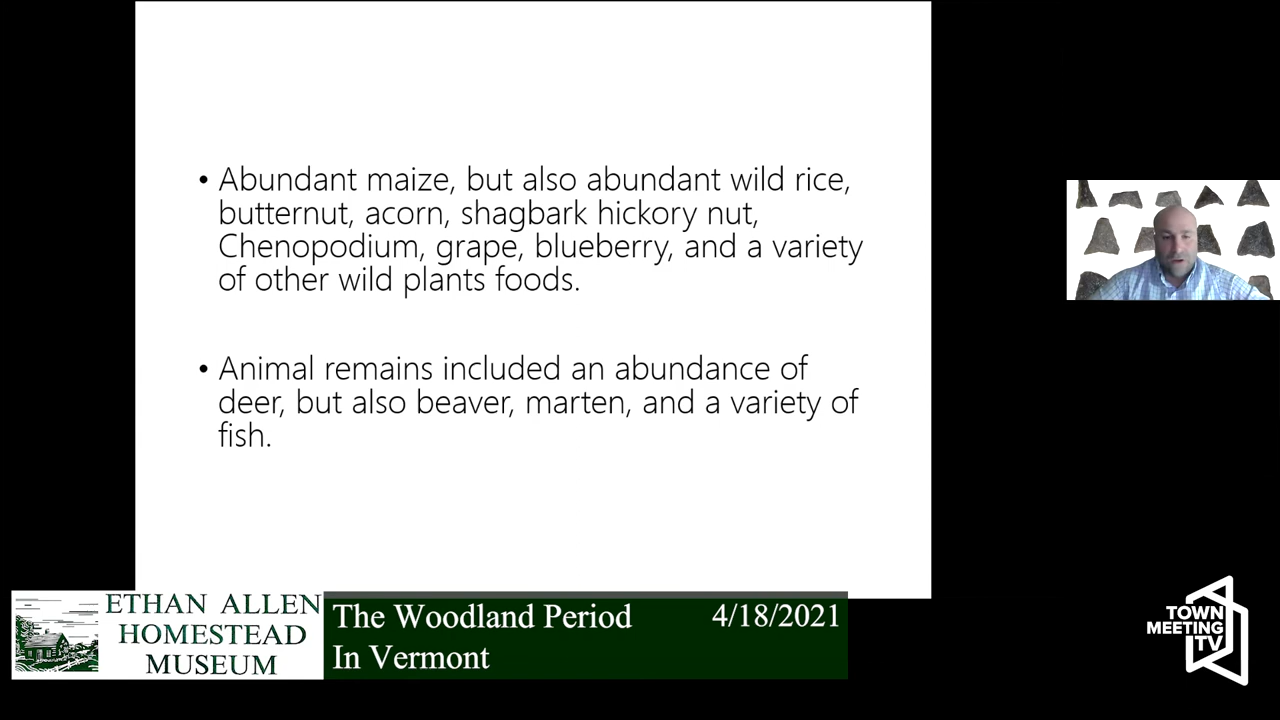 • Abundant maize, but also abundant wild rice,
butternut, acorn, shagbark hickory nut,
Chenopodium, grape, blueberry, and a variety
of other wild plants foods.
• Animal remains included an abundance of
deer, but also beaver, marten, and a variety of
fish.
ETHAN ALLEN
HOMESTEAD
MUSEUM
The Woodland Period 4/18/2021
In Vermont
TOWN
MEETING
TV